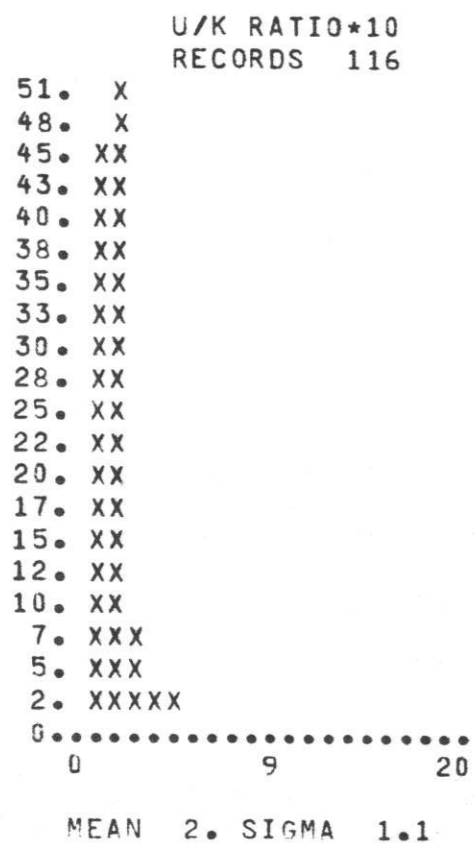 U/K RATIO*10
RECORDS 116
51. X
48. X
45. XX
43. XX
40. XX
38. XX
35. XX
33. XX
30. XX
28. XX
25. XX
22. XX
20. XX
17. XX
15. XX
12. XX
10. XX
7. XXX
5. XXX
2. XXXXX
0.....................
0 9 20
MEAN 2. SIGMA 1.1